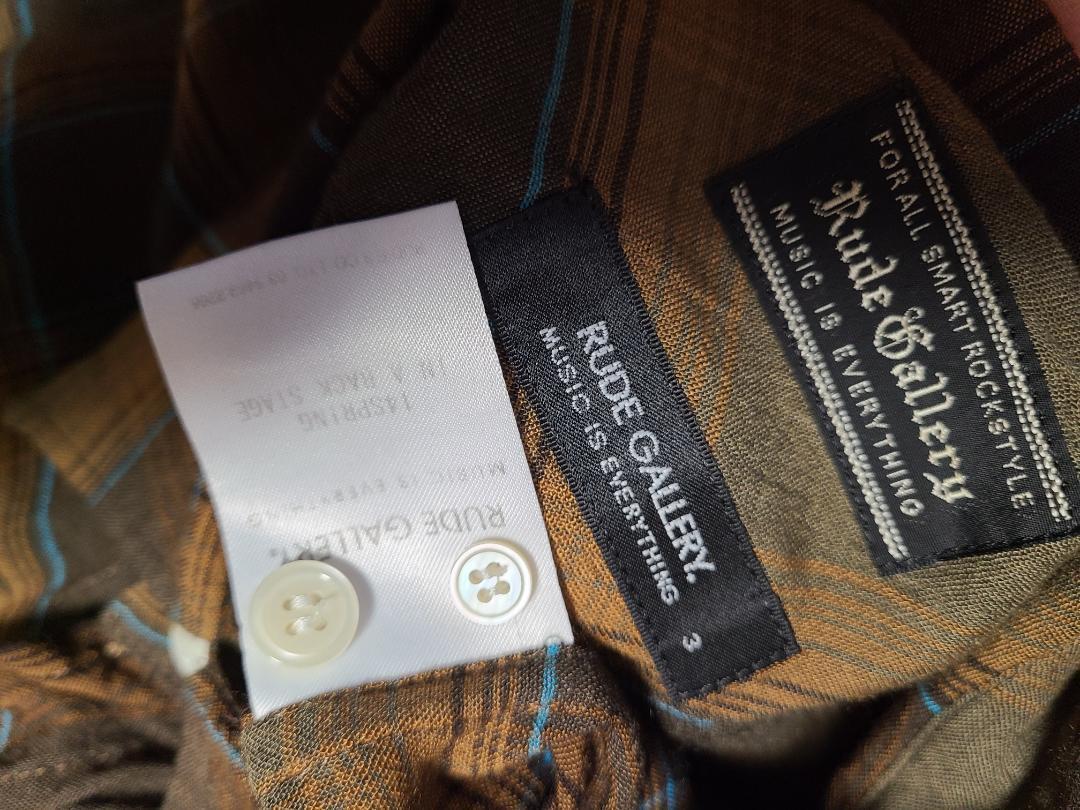 FOR ALL SMART ROCKSTYLE
Rude Gallery
MUSIC IS EVERYTHING
RUDE GALLERY.
MUSIC IS EVERYTHING
3
RUDE GALLERY.
MUSIC IS EVERYTHING
14SPRING
IN A BACK STAGE